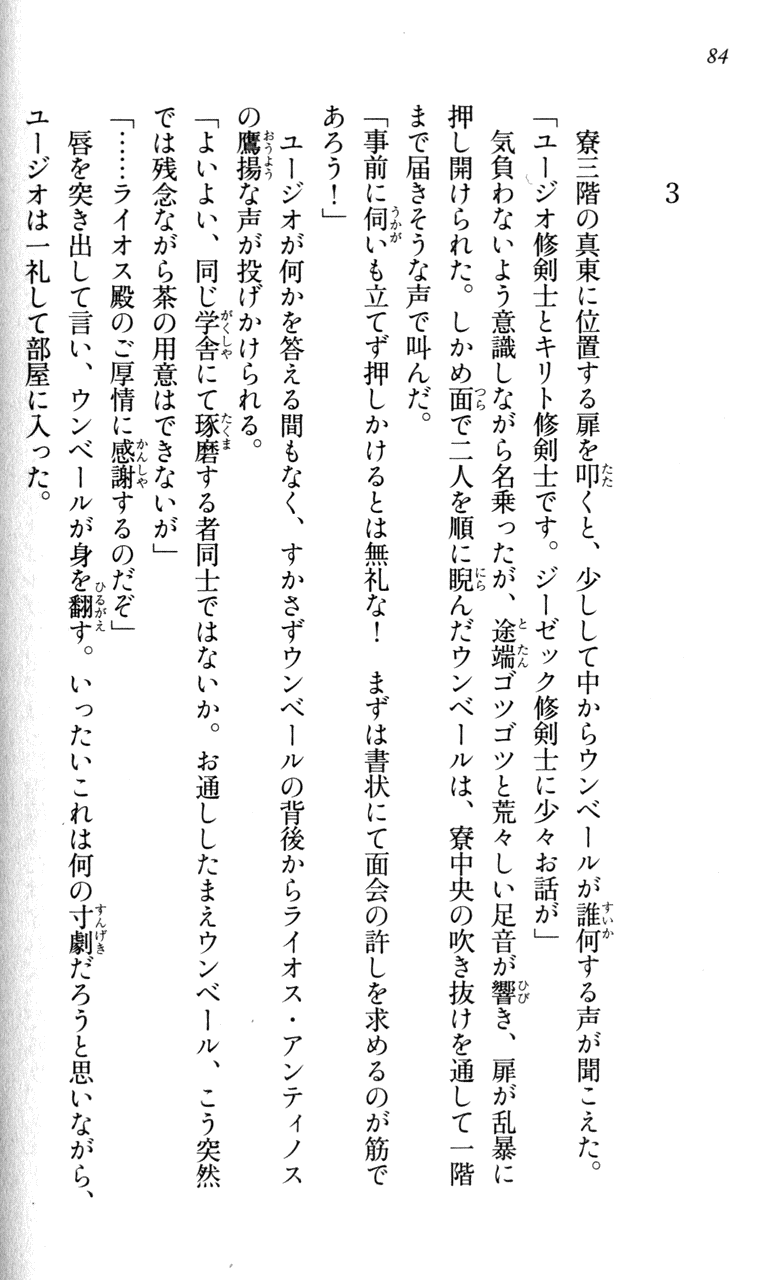 84
3
　寮三階の真東に位置する扉を叩くと、少しして中からウンベールが誰何する声が聞こえた。
「ユージオ修剣士とキリト修剣士です。ジーゼック修剣士に少々お話が」
　気負わないよう意識しながら名乗ったが、途端ゴツゴツと荒々しい足音が響き、扉が乱暴に
押し開けられた。しかめ面で二人を順に睨んだウンベールは、寮中央の吹き抜けを通して一階
まで届きそうな声で叫んだ。
「事前に伺いも立てず押しかけるとは無礼な！　まずは書状にて面会の許しを求めるのが筋で
あろう！」
　ユージオが何かを答える間もなく、すかさずウンベールの背後からライオス・アンティノス
の鷹揚な声が投げかけられる。
「よいよい、同じ学舎にて琢磨する者同士ではないか。お通ししたまえウンベール、こう突然
では残念ながら茶の用意はできないが」
「……ライオス殿のご厚情に感謝するのだぞ」
　唇を突き出して言い、ウンベールが身を翻す。いったいこれは何の寸劇だろうと思いながら、
ユージオは一礼して部屋に入った。